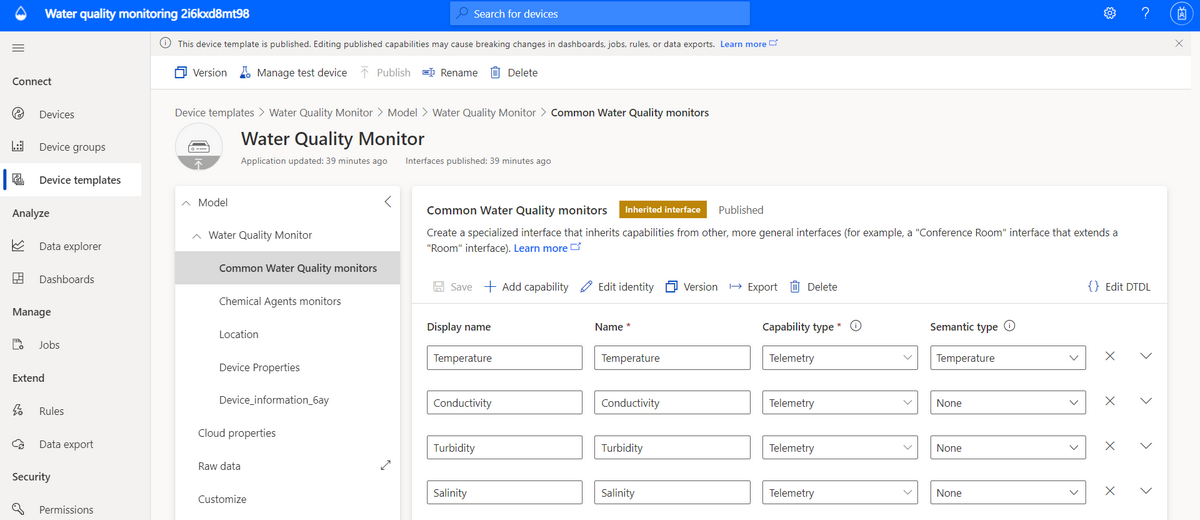 Water quality monitoring 2i6kxd8mt98
Search for devices
?
This device template is published. Editing published capabilities may cause breaking changes in dashboards, jobs, rules, or data exports. Learn more
Version Manage test device Publish Rename Delete
Connect
Devices
Device groups
Device templates
Analyze
Data explorer
Dashboards
Manage
Jobs
Extend
Rules
Data export
Security
Permissions
Device templates > Water Quality Monitor > Model > Water Quality Monitor > Common Water Quality monitors
Water Quality Monitor
Application updated: 39 minutes ago Interfaces published: 39 minutes ago
Model
Water Quality Monitor
Common Water Quality monitors
Chemical Agents monitors
Location
Device Properties
Device_information_6ay
Cloud properties
Raw data
Customize
Common Water Quality monitors Inherited interface Published
Create a specialized interface that inherits capabilities from other, more general interfaces (for example, a "Conference Room" interface that extends a
"Room" interface). Learn more
Save + Add capability Edit identity Version Export Delete {} Edit DTDL
Display name Name * Capability type * Semantic type
Temperature Temperature Telemetry Temperature
Conductivity Conductivity Telemetry None
Turbidity Turbidity Telemetry None
Salinity Salinity Telemetry None